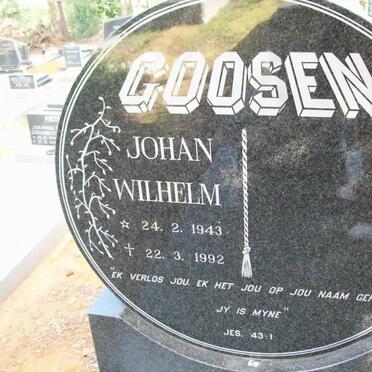 GOOSEN
JOHAN
WILHELM
☆ 24. 2. 1943
† 22. 3. 1992
"EK VERLOS JOU. EK HET JOU OP JOU NAAM
JY IS MYNE"
JES. 43:1